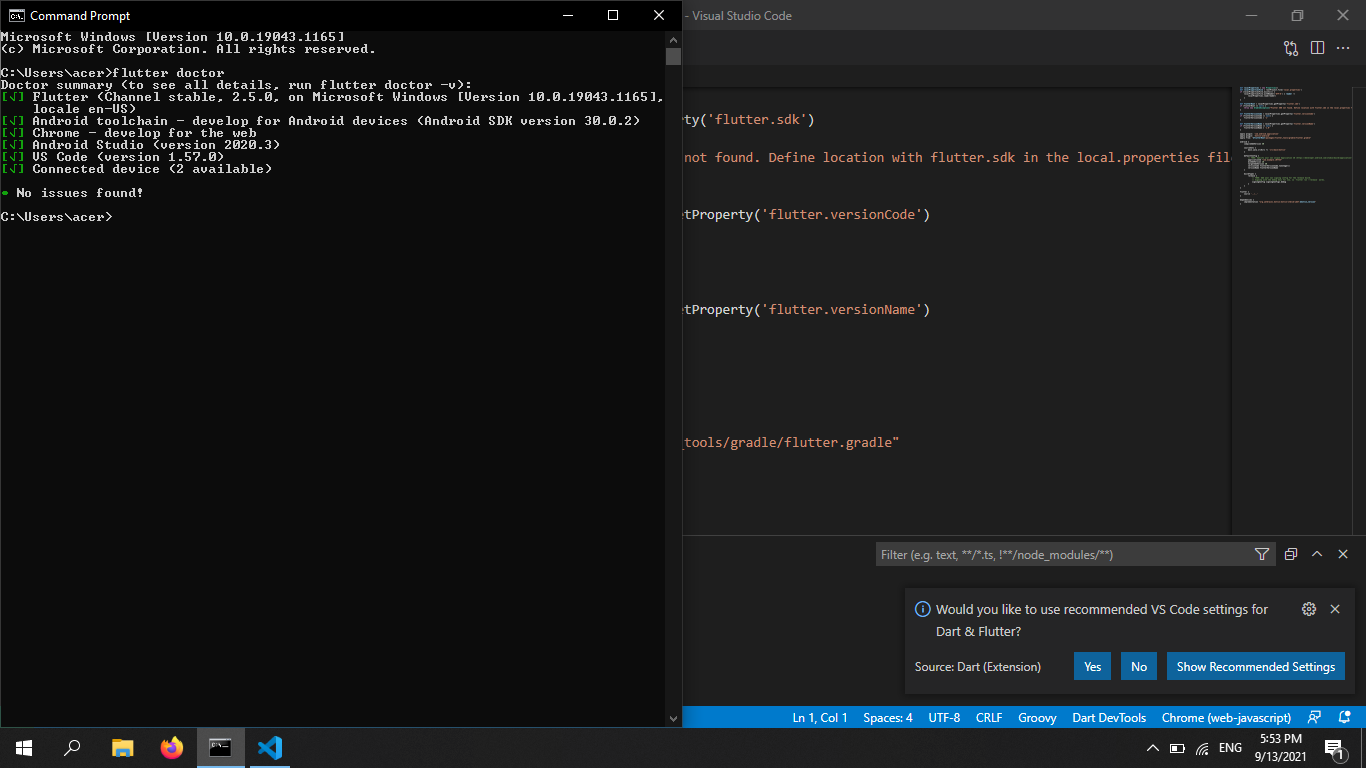 Command Prompt
Microsoft Windows [Version 10.0.19043.1165]
(c) Microsoft Corporation. All rights reserved.
C:\Users\acer>flutter doctor
Doctor summary (to see all details, run flutter doctor -v):
[√] Flutter (Channel stable, 2.5.0, on Microsoft Windows [Version 10.0.19043.1165],
locale en-US)
[√] Android toolchain - develop for Android devices (Android SDK version 30.0.2)
[√] Chrome - develop for the web
[√] Android Studio (version 2020.3)
[√] VS Code (version 1.57.0)
[√] Connected device (2 available)
• No issues found!
C:\Users\acer>
- Visual Studio Code
ty('flutter.sdk')
not found. Define location with flutter.sdk in the local.properties fil
etProperty('flutter.versionCode')
etProperty('flutter.versionName')
_tools/gradle/flutter.gradle"
Filter (e.g. text, **/*.ts, !**/node_modules/**)
Would you like to use recommended VS Code settings for
Dart & Flutter?
Source: Dart (Extension)
Yes
No
Show Recommended Settings
Ln 1, Col 1
Spaces: 4
UTF-8
CRLF
Groovy
Dart DevTools
Chrome (web-javascript)
ENG
5:53 PM
9/13/2021
1